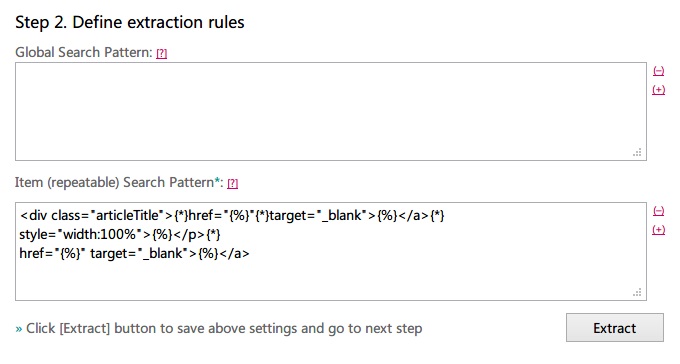 Step 2. Define extraction rules
Global Search Pattern: [?]
(–)
(+)
Item (repeatable) Search Pattern*: [?]
<div class="articleTitle">{*}href="{%}"{*}target="_blank">{%}</a>{*}
style="width:100%">{%}</p>{*}
href="{%}" target="_blank">{%}</a>
(–)
(+)
» Click [Extract] button to save above settings and go to next step
Extract